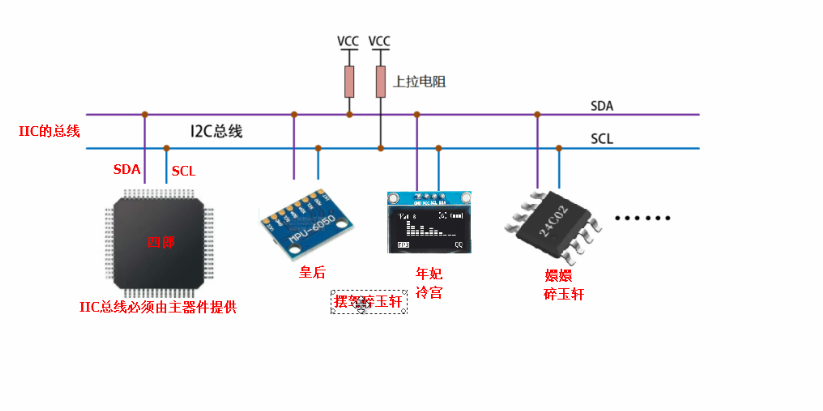 VCC VCC
上拉电阻
SDA
IIC的总线
I2C总线
SCL
SDA
SCL
四郎
MPU-6050
24C02
......
皇后
年妃
冷宫
嬛嬛
碎玉轩
摆驾碎玉轩
IIC总线必须由主器件提供